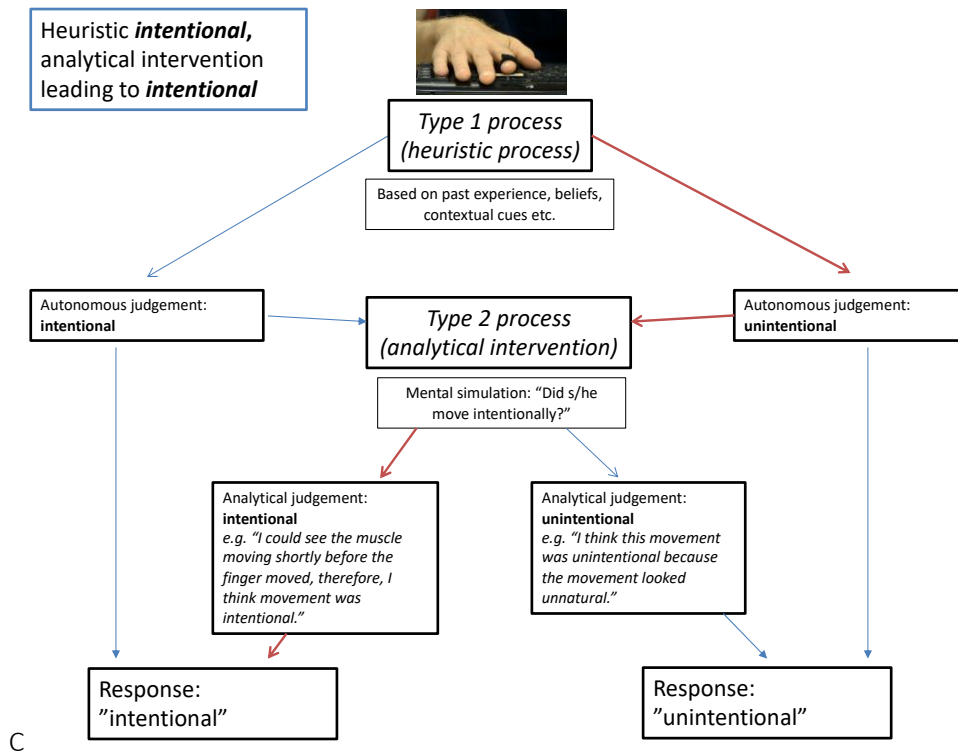 Heuristic intentional,
analytical intervention
leading to intentional
Type 1 process
(heuristic process)
Based on past experience, beliefs,
contextual cues etc.
Autonomous judgement:
intentional
Type 2 process
(analytical intervention)
Autonomous judgement:
unintentional
Mental simulation: “Did s/he
move intentionally?”
Analytical judgement:
intentional
e.g. “I could see the muscle
moving shortly before the
finger moved, therefore, I
think movement was
intentional.”
Analytical judgement:
unintentional
e.g. “I think this movement
was unintentional because
the movement looked
unnatural.”
Response:
”intentional”
Response:
”unintentional”
C